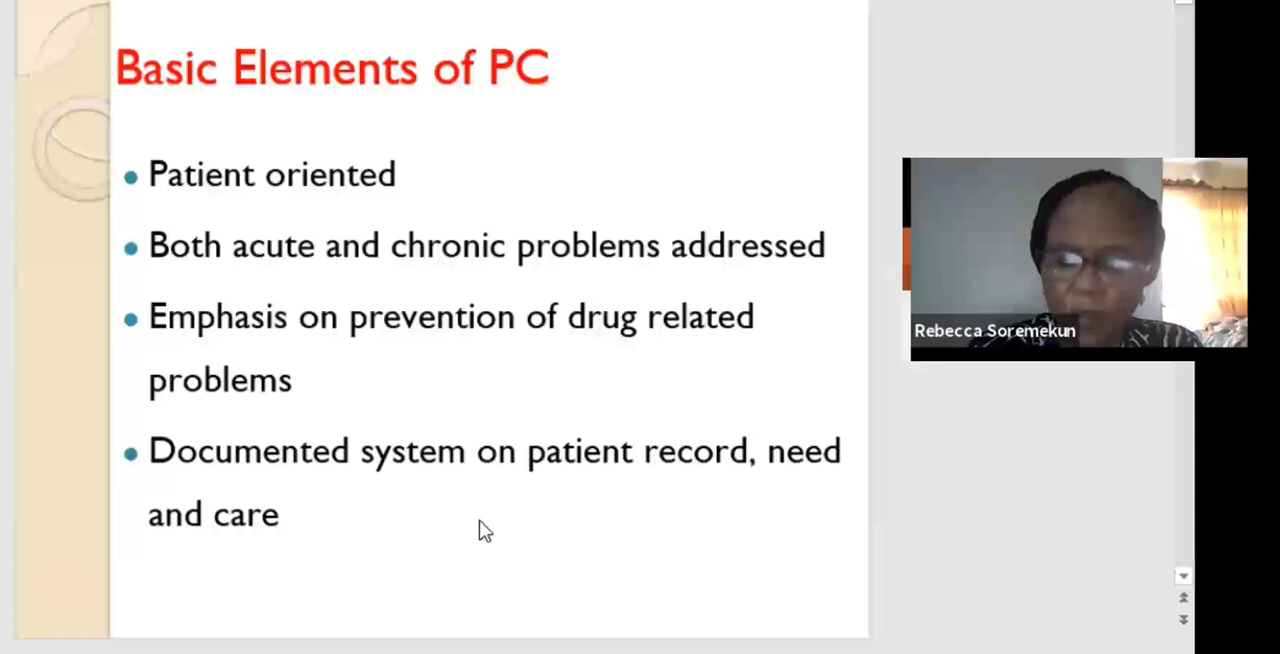 Basic Elements of PC
Patient oriented
Both acute and chronic problems addressed
Emphasis on prevention of drug related
problems
Documented system on patient record, need
and care
Rebecca Soremekun